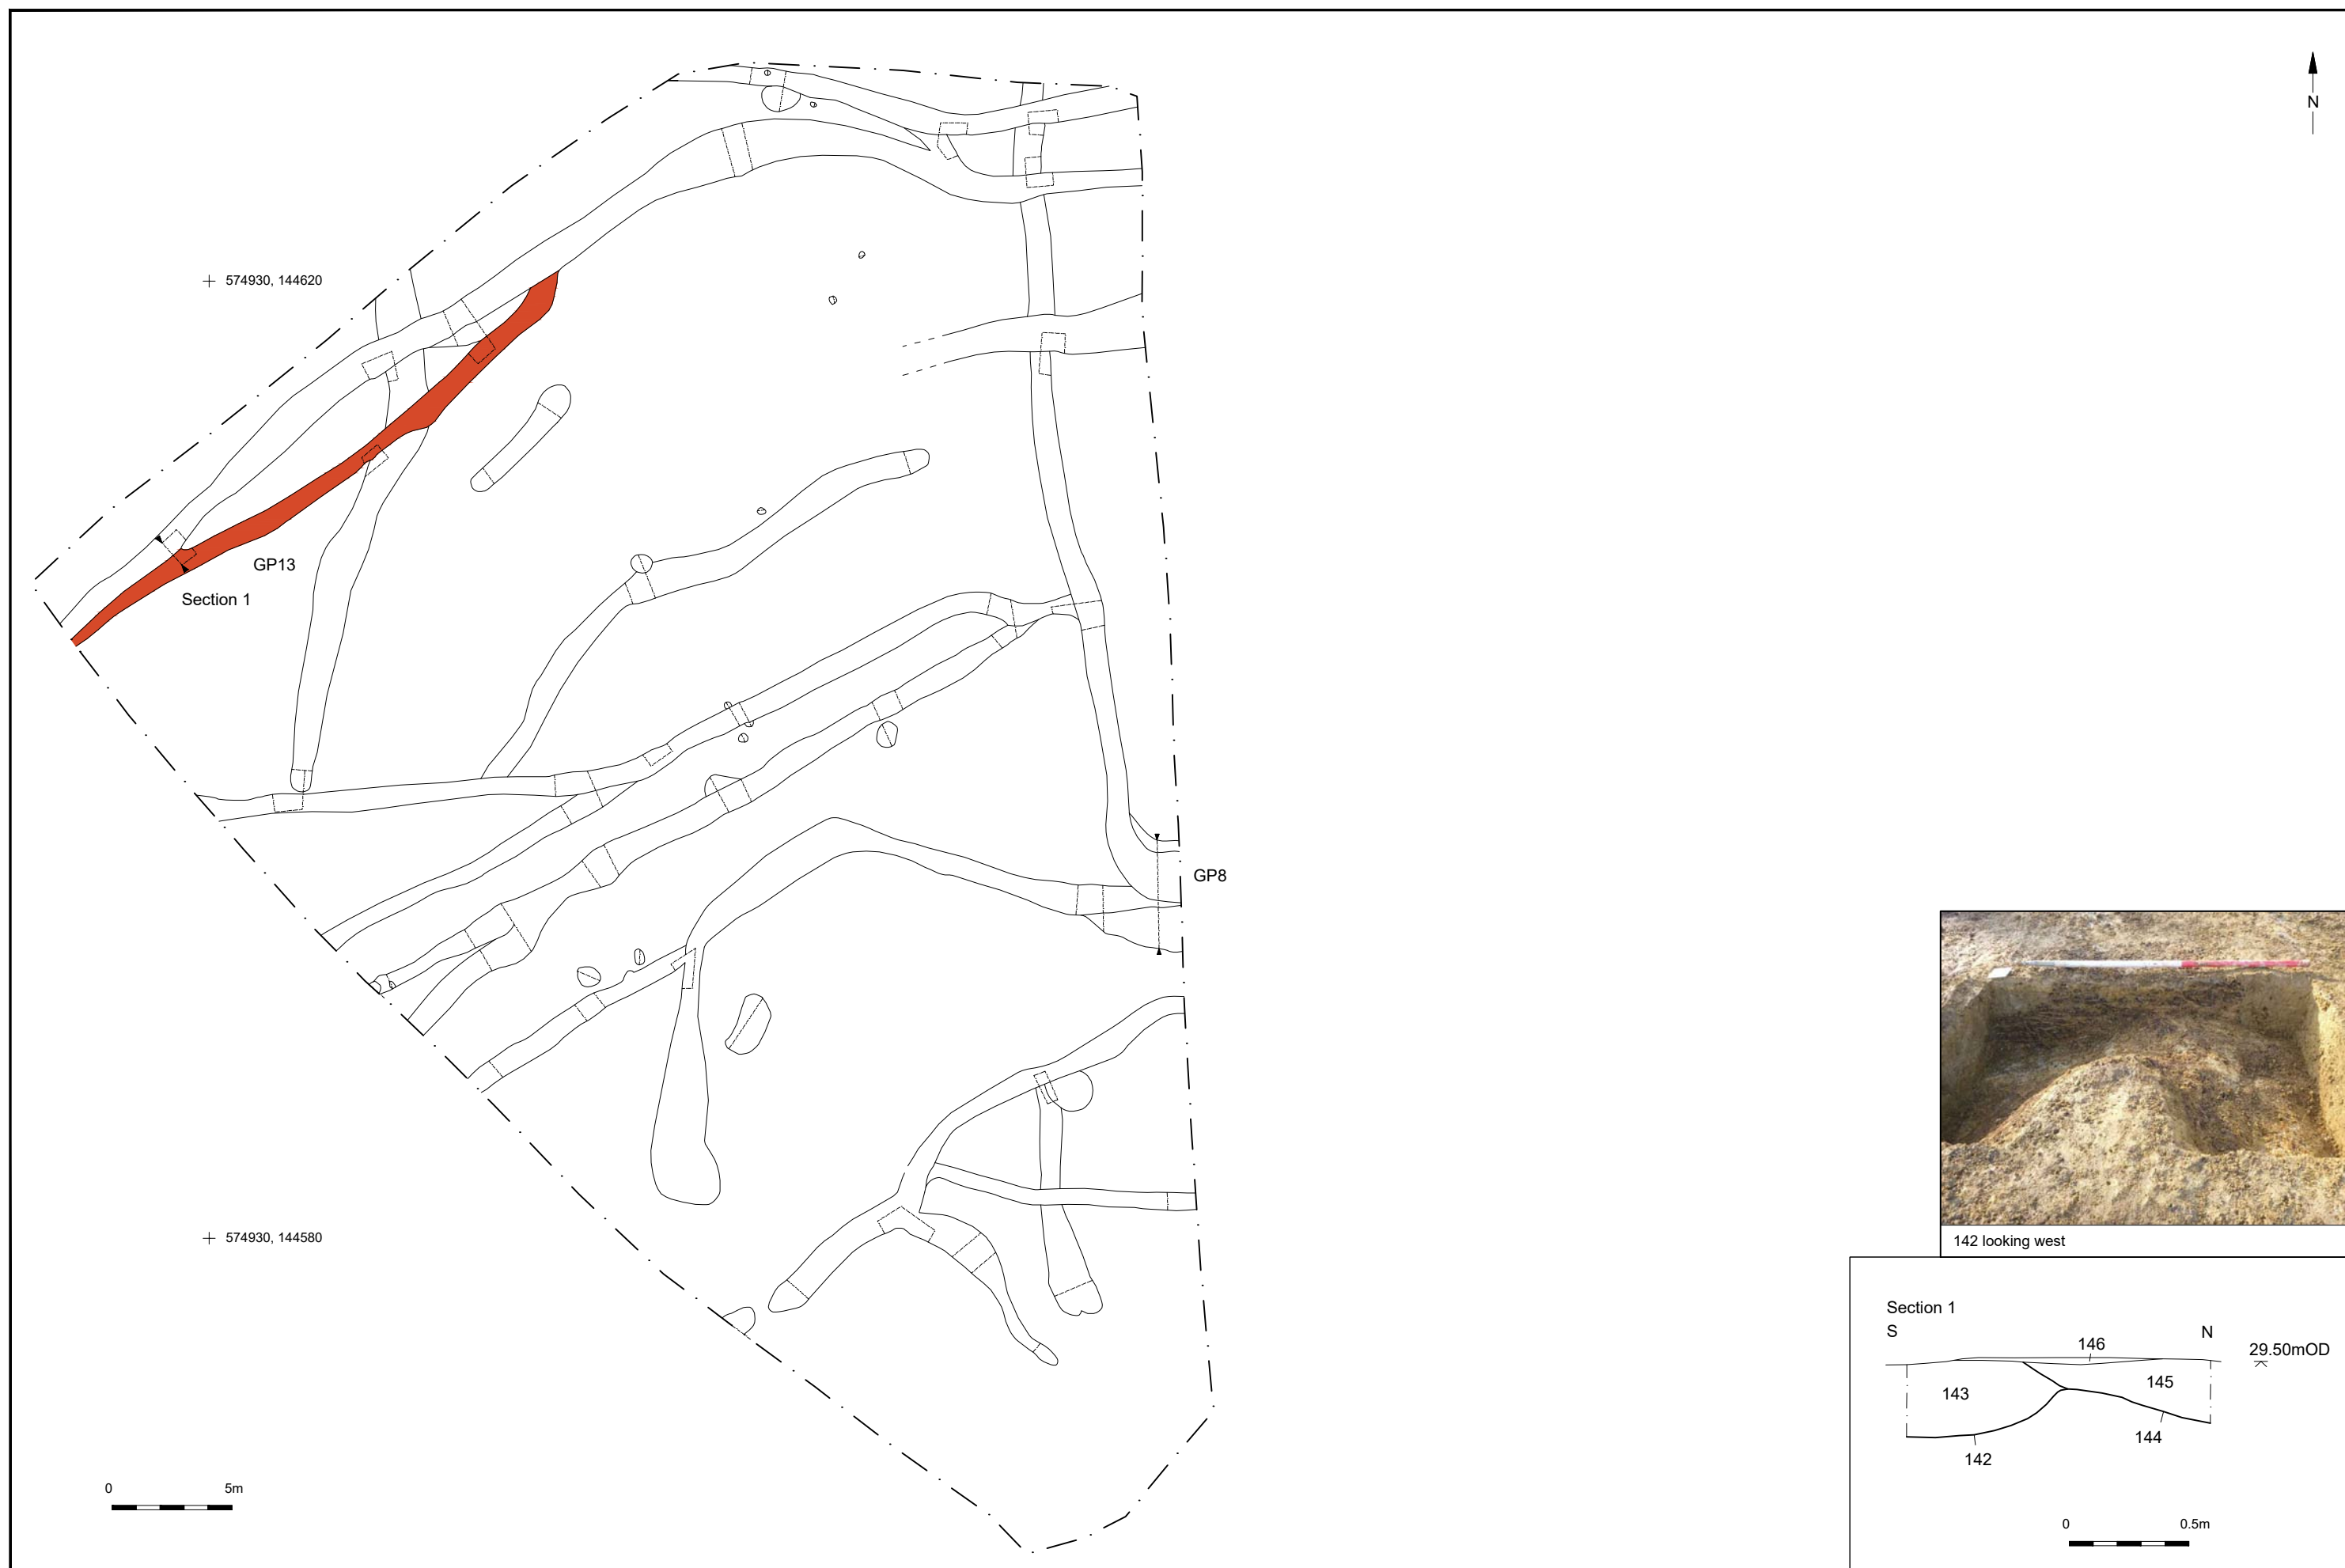 N
574930, 144620
GP13
Section 1
GP8
574930, 144580
0 5m
142 looking west
Section 1
S N
146
29.50mOD
143
145
144
142
0 0.5m